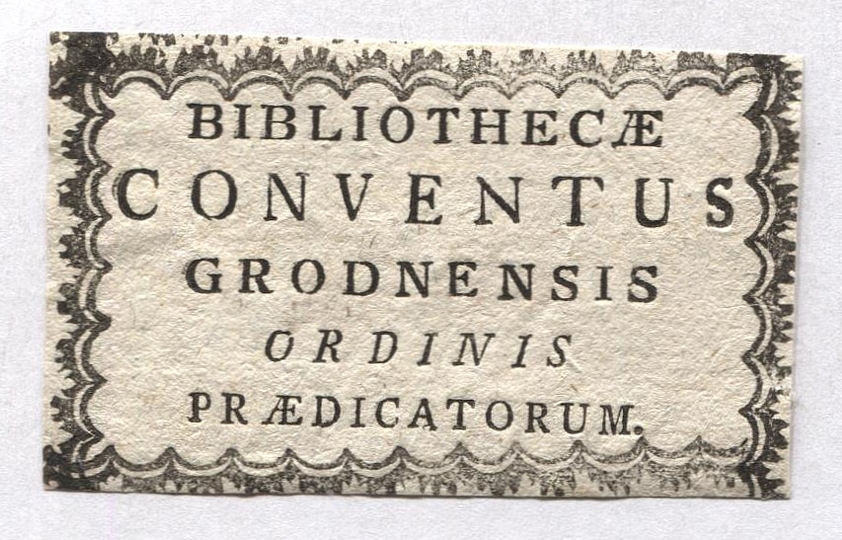 BIBLIOTHECÆ
CONVENTUS
GRODNENSIS
ORDINIS
PRÆDICATORUM.